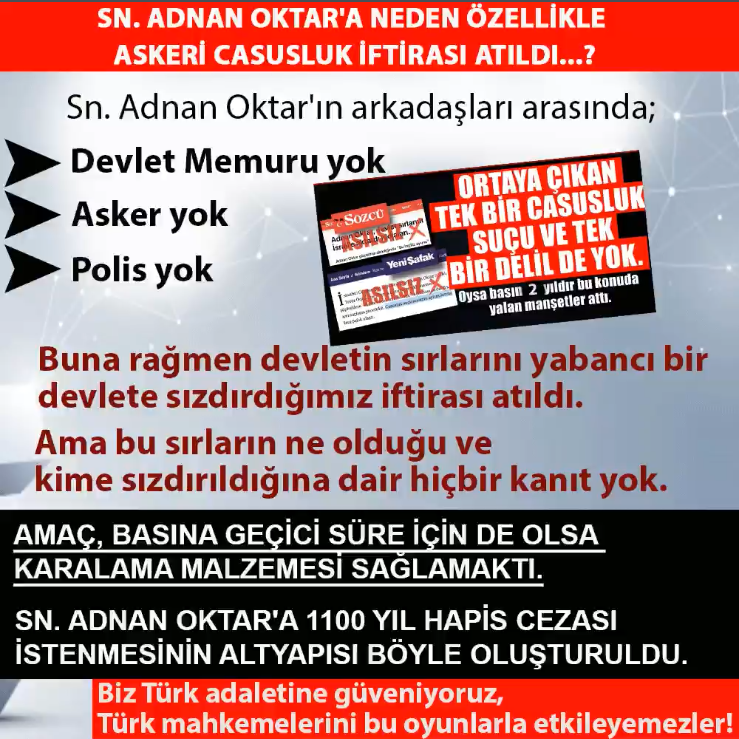 SN. ADNAN OKTAR'A NEDEN ÖZELLİKLE
ASKERİ CASUSLUK İFTİRASI ATILDI...?
Sn. Adnan Oktar'ın arkadaşları arasında;
Devlet Memuru yok
Asker yok
Polis yok
SÖZCÜ
ASILSIZ
Yeni Şafak
ASILSIZ
ORTAYA ÇIKAN
TEK BİR CASUSLUK
SUÇU VE TEK
BİR DELİL DE YOK.
Oysa basın 2 yıldır bu konuda
yalan manşetler attı.
Buna rağmen devletin sırlarını yabancı bir
devlete sızdırdığımız iftirası atıldı.
Ama bu sırların ne olduğu ve
kime sızdırıldığına dair hiçbir kanıt yok.
AMAÇ, BASINA GEÇİCİ SÜRE İÇİN DE OLSA
KARALAMA MALZEMESİ SAĞLAMAKTI.
SN. ADNAN OKTAR'A 1100 YIL HAPİS CEZASI
İSTENMESİNİN ALTYAPISI BÖYLE OLUŞTURULDU.
Biz Türk adaletine güveniyoruz,
Türk mahkemelerini bu oyunlarla etkileyemezler!